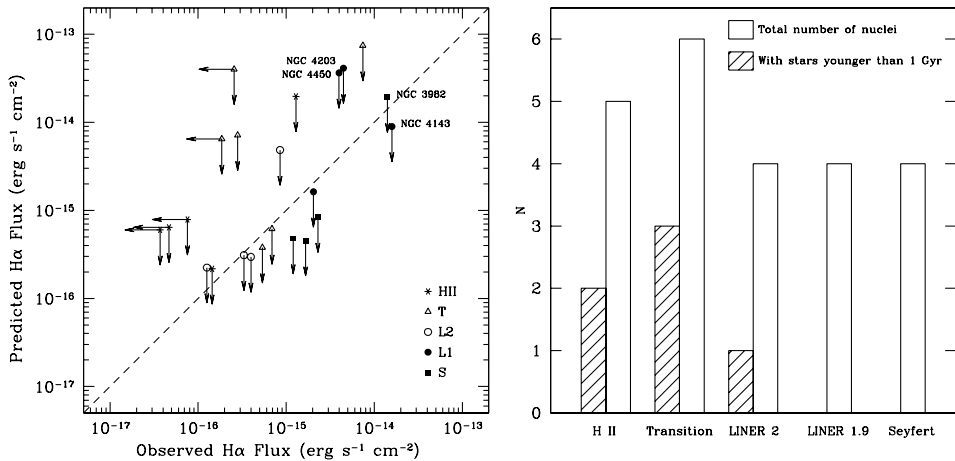 Predicted Hα Flux (erg s⁻¹ cm⁻²)
10⁻¹³
10⁻¹⁴
10⁻¹⁵
10⁻¹⁶
10⁻¹⁷
NGC 4203
NGC 4450
NGC 3982
NGC 4143
HII
T
L2
L1
S
10⁻¹⁷ 10⁻¹⁶ 10⁻¹⁵ 10⁻¹⁴ 10⁻¹³
Observed Hα Flux (erg s⁻¹ cm⁻²)
Total number of nuclei
With stars younger than 1 Gyr
N
6
5
4
3
2
1
0
H II Transition LINER 2 LINER 1.9 Seyfert